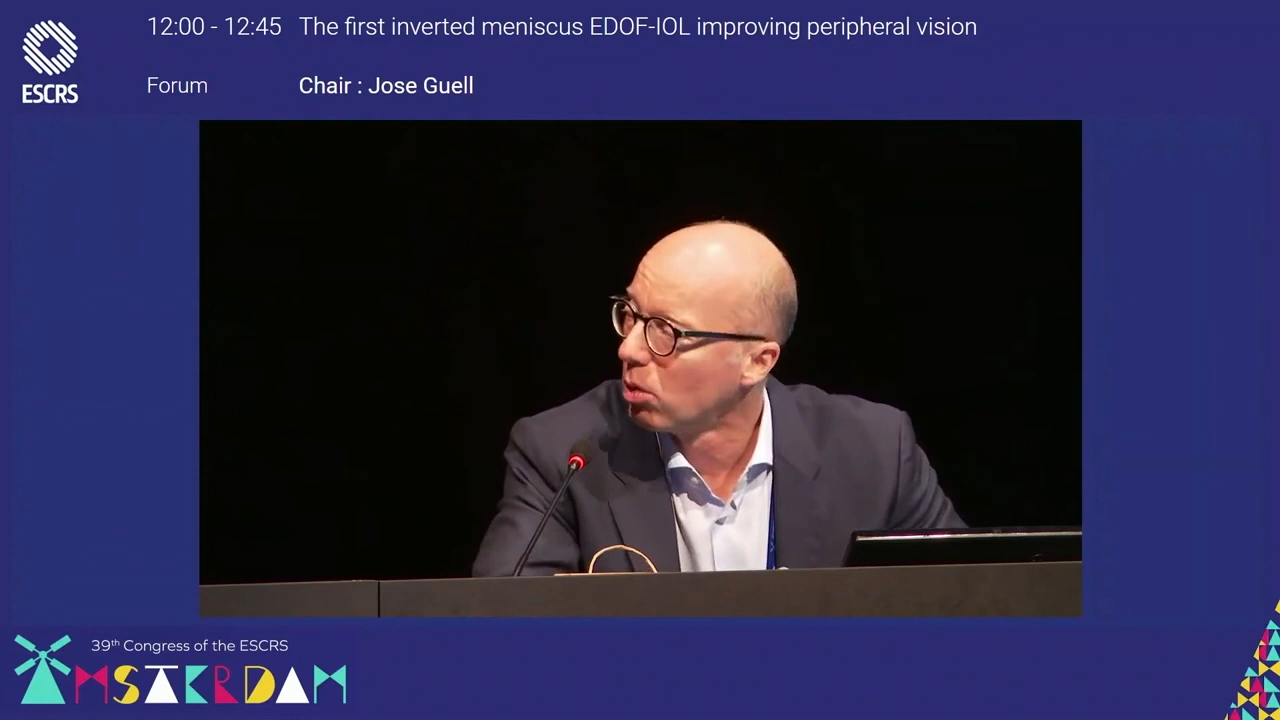 12:00 - 12:45 The first inverted meniscus EDOF-IOL improving peripheral vision
ESCRS
Forum Chair : Jose Guell
39th Congress of the ESCRS
AMSTERDAM